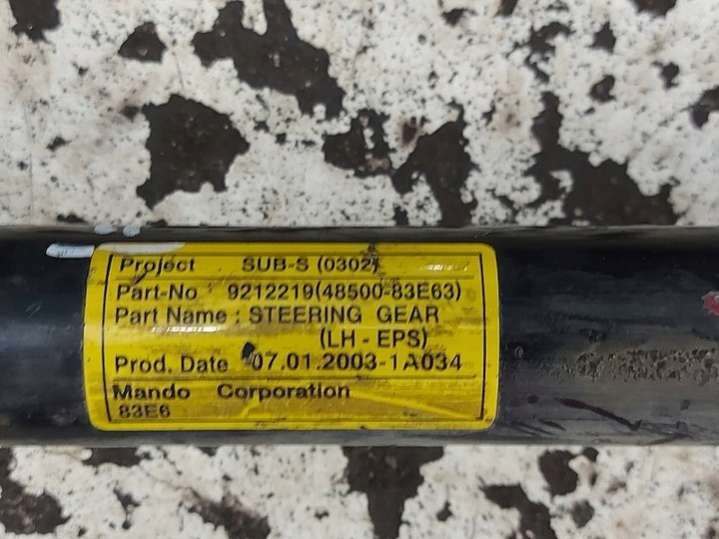 Project SUB-S (0302)
Part-No 9212219(48500-83E63)
Part Name : STEERING GEAR
(LH - EPS)
Prod. Date 07.01.2003-1A034
Mando Corporation
83E6